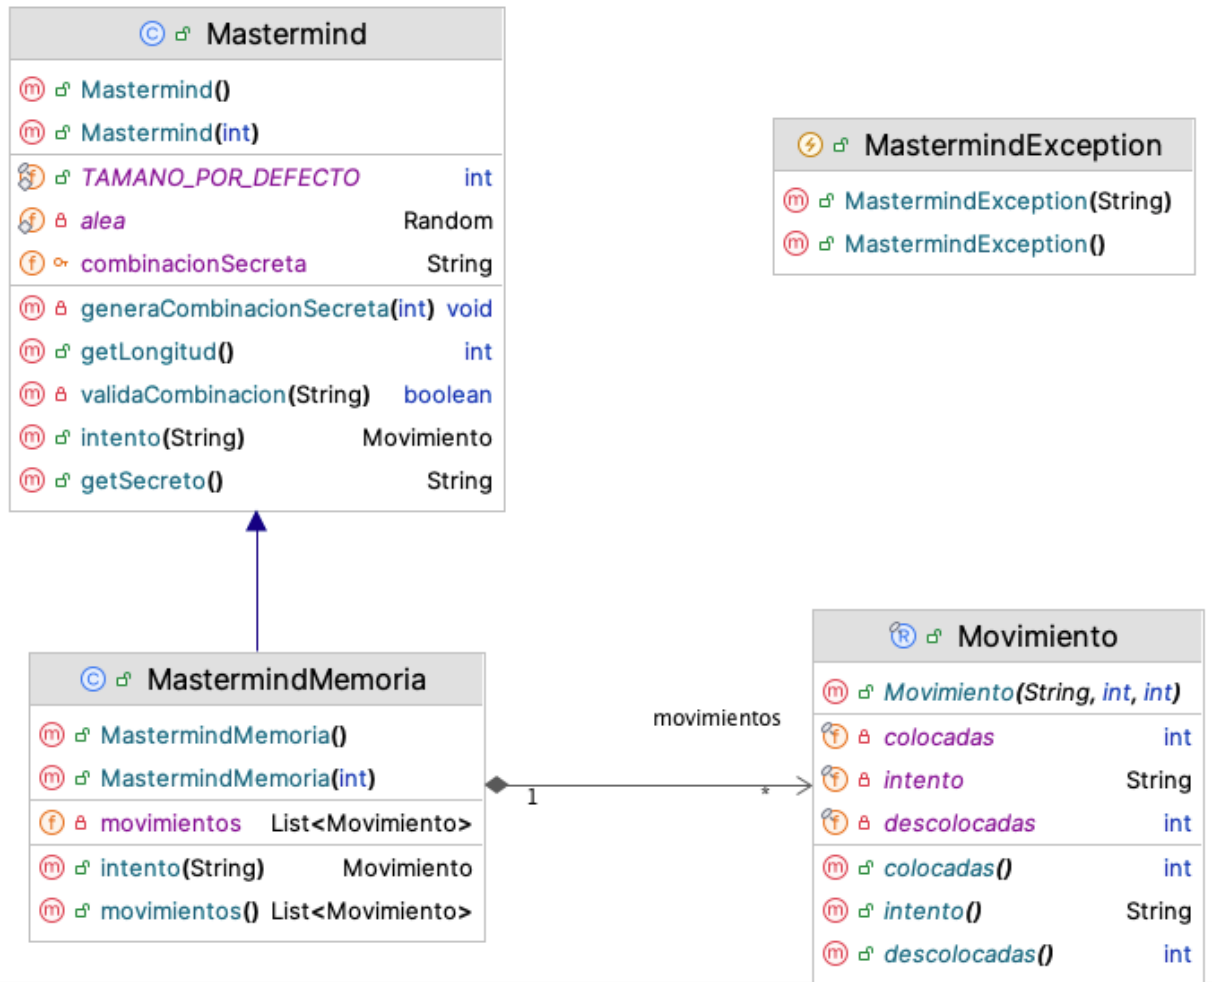 Mastermind
Mastermind()
Mastermind(int)
TAMANO_POR_DEFECTO int
alea Random
combinacionSecreta String
generaCombinacionSecreta(int) void
getLongitud() int
validaCombinacion(String) boolean
intento(String) Movimiento
getSecreto() String
MastermindException
MastermindException(String)
MastermindException()
MastermindMemoria
MastermindMemoria()
MastermindMemoria(int)
movimientos List<Movimiento>
intento(String) Movimiento
movimientos() List<Movimiento>
movimientos
1 *
Movimiento
Movimiento(String, int, int)
colocadas int
intento String
descolocadas int
colocadas() int
intento() String
descolocadas() int